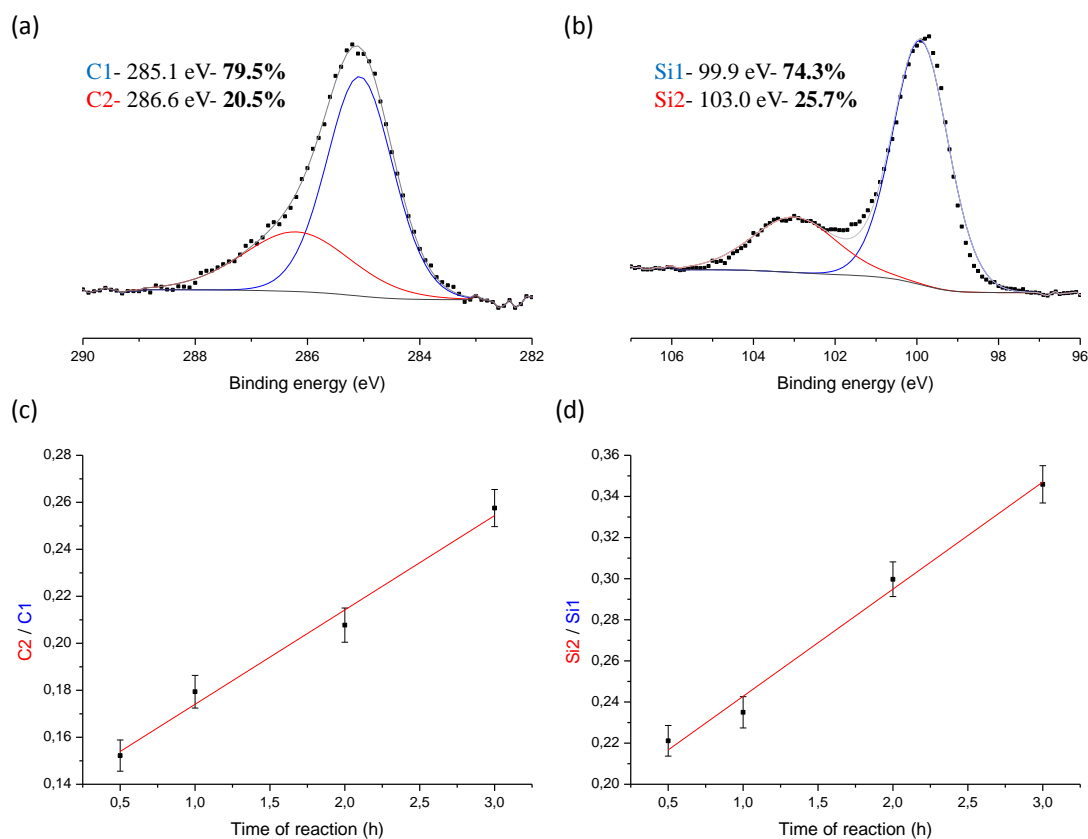 (a)
C1- 285.1 eV- 79.5%
C2- 286.6 eV- 20.5%
290 288 286 284 282
Binding energy (eV)
(b)
Si1- 99.9 eV- 74.3%
Si2- 103.0 eV- 25.7%
106 104 102 100 98 96
Binding energy (eV)
(c)
0,28
0,26
0,24
0,22
0,20
0,18
0,16
0,14
C2 / C1
0,5 1,0 1,5 2,0 2,5 3,0
Time of reaction (h)
(d)
0,36
0,34
0,32
0,30
0,28
0,26
0,24
0,22
0,20
Si2 / Si1
0,5 1,0 1,5 2,0 2,5 3,0
Time of reaction (h)